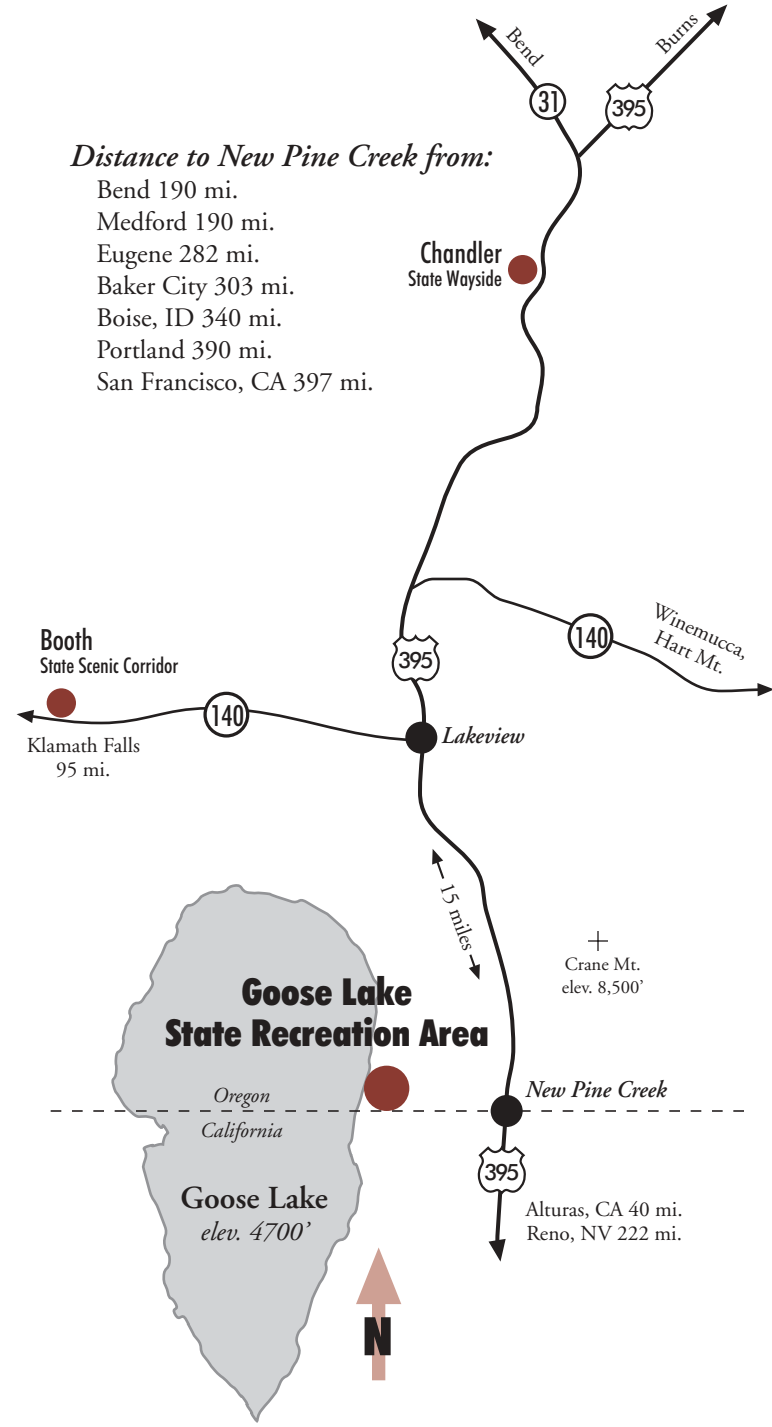 Bend
Burns
31
395
Distance to New Pine Creek from:
Bend 190 mi.
Medford 190 mi.
Eugene 282 mi.
Baker City 303 mi.
Boise, ID 340 mi.
Portland 390 mi.
San Francisco, CA 397 mi.
Chandler
State Wayside
Winemucca,
Hart Mt.
140
Booth
State Scenic Corridor
395
140
Lakeview
Klamath Falls
95 mi.
15 miles
Crane Mt.
elev. 8,500’
Goose Lake
State Recreation Area
Oregon
California
New Pine Creek
395
Goose Lake
elev. 4700’
Alturas, CA 40 mi.
Reno, NV 222 mi.
N